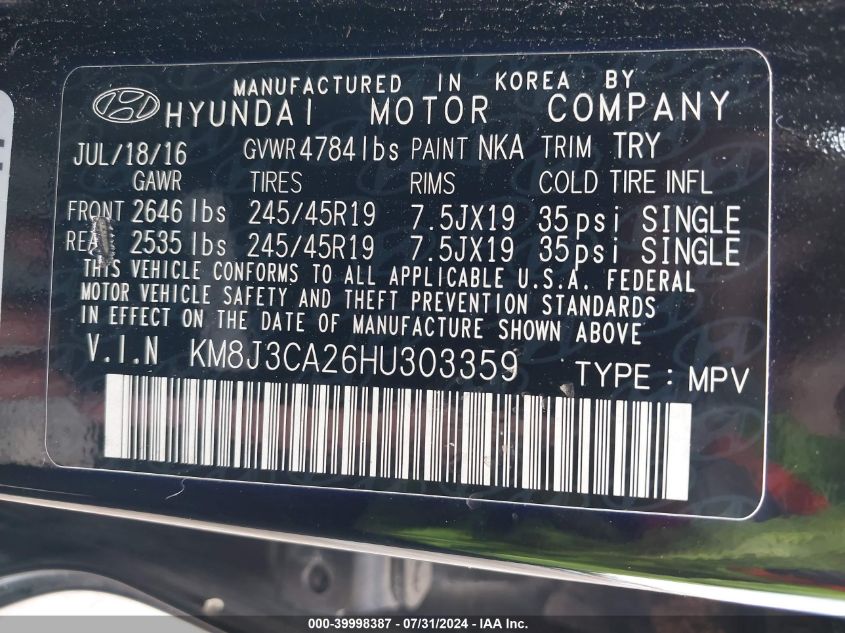 MANUFACTURED IN KOREA BY
HYUNDAI MOTOR COMPANY
JUL/18/16 GVWR 4784 lbs PAINT NKA TRIM TRY
GAWR TIRES RIMS COLD TIRE INFL
FRONT 2646 lbs 245/45R19 7.5JX19 35psi SINGLE
REA 2535 lbs 245/45R19 7.5JX19 35psi SINGLE
THIS VEHICLE CONFORMS TO ALL APPLICABLE U.S.A. FEDERAL
MOTOR VEHICLE SAFETY AND THEFT PREVENTION STANDARDS
IN EFFECT ON THE DATE OF MANUFACTURE SHOWN ABOVE
V.I.N KM8J3CA26HU303359 TYPE : MPV
000-39998387 - 07/31/2024 - IAA Inc.